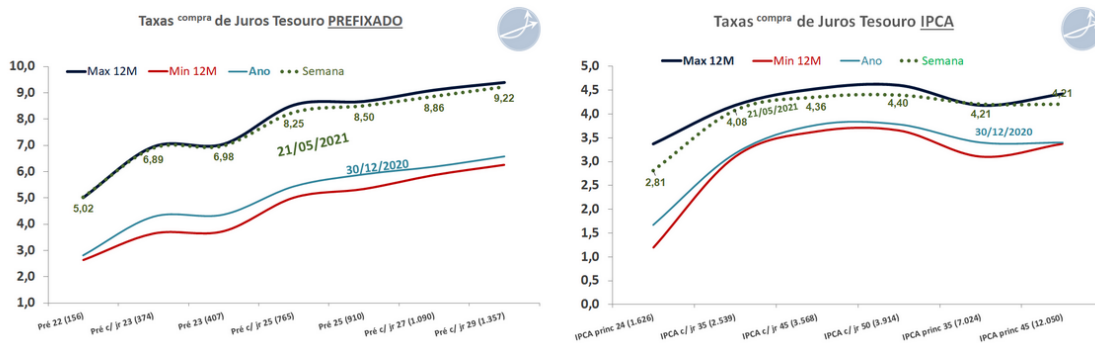 Taxas compra de Juros Tesouro PREFIXADO
10,0
9,0
8,0
7,0
6,0
5,0
4,0
3,0
2,0
1,0
Max 12M
Min 12M
Ano
Semana
5,02
6,89
6,98
8,25
8,50
8,86
9,22
21/05/2021
30/12/2020
Pré 22 (156)
Pré c/ jr 23 (374)
Pré 23 (407)
Pré c/ jr 25 (765)
Pré 25 (910)
Pré c/ jr 27 (1.090)
Pré c/ jr 29 (1.357)
Taxas compra de Juros Tesouro IPCA
5,0
4,5
4,0
3,5
3,0
2,5
2,0
1,5
1,0
0,5
0,0
Max 12M
Min 12M
Ano
Semana
2,81
4,08
4,36
4,40
4,21
4,21
21/05/2021
30/12/2020
IPCA princ 24 (1.626)
IPCA c/ jr 35 (2.539)
IPCA c/ jr 45 (3.568)
IPCA c/ jr 50 (3.914)
IPCA princ 35 (7.024)
IPCA princ 45 (12.050)